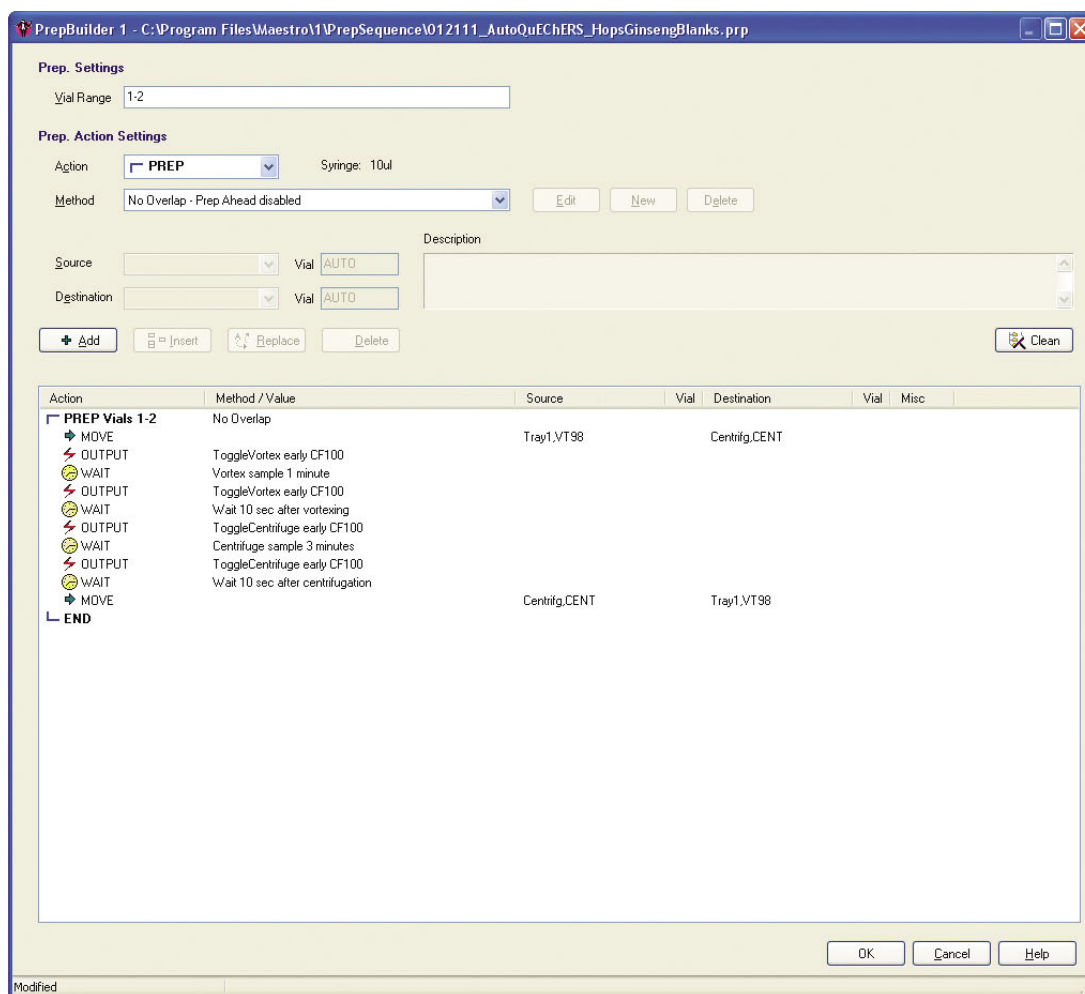 PrepBuilder 1 - C:\Program Files\Maestro\1\PrepSequence\012111_AutoQuEChERS_HopsGinsengBlanks.prp
Prep. Settings
Vial Range 1-2
Prep. Action Settings
Action PREP Syringe: 10ul
Method No Overlap - Prep Ahead disabled Edit New Delete
Description
Source Vial AUTO
Destination Vial AUTO
Add Insert Replace Delete Clean
Action Method / Value Source Vial Destination Vial Misc
PREP Vials 1-2 No Overlap
MOVE Tray1,VT98 Centrifg,CENT
OUTPUT ToggleVortex early CF100
WAIT Vortex sample 1 minute
OUTPUT ToggleVortex early CF100
WAIT Wait 10 sec after vortexing
OUTPUT ToggleCentrifuge early CF100
WAIT Centrifuge sample 3 minutes
OUTPUT ToggleCentrifuge early CF100
WAIT Wait 10 sec after centrifugation
MOVE Centrifg,CENT Tray1,VT98
END
OK Cancel Help
Modified